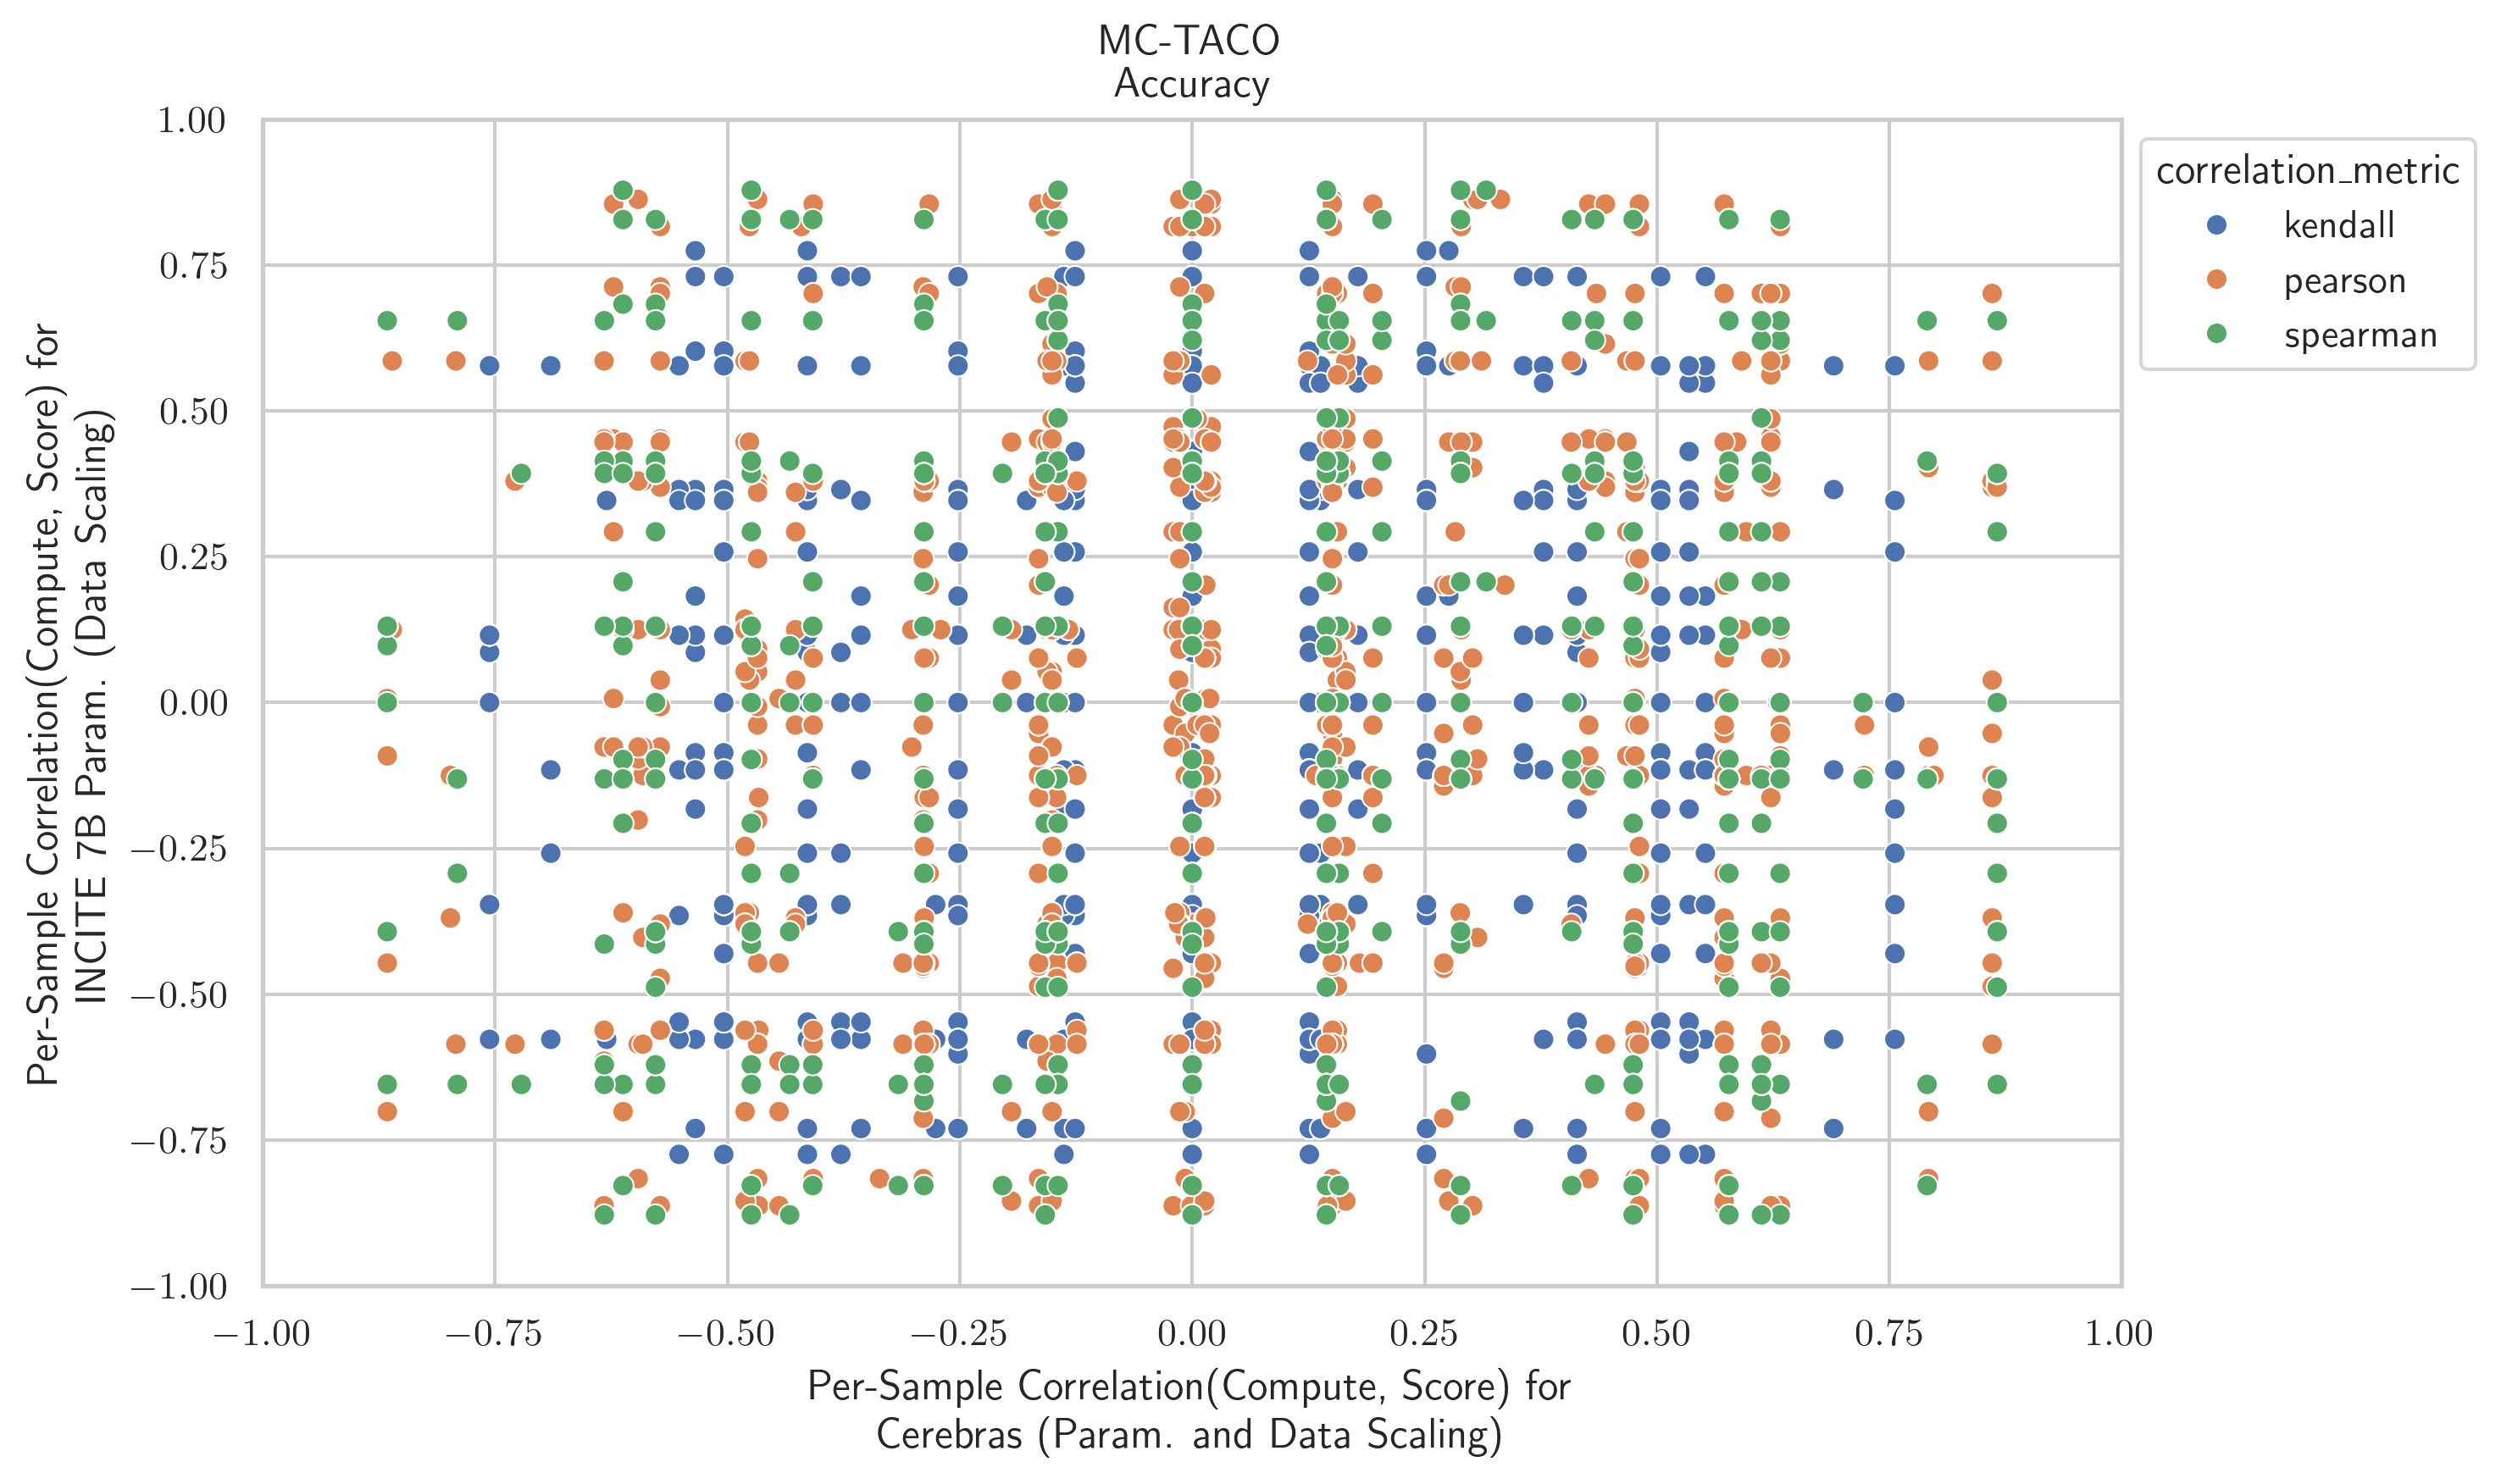 MC-TACO
Accuracy
1.00
0.75
0.50
0.25
0.00
−0.25
−0.50
−0.75
−1.00
Per-Sample Correlation(Compute, Score) for
INCITE 7B Param. (Data Scaling)
−1.00
−0.75
−0.50
−0.25
0.00
0.25
0.50
0.75
1.00
Per-Sample Correlation(Compute, Score) for
Cerebras (Param. and Data Scaling)
correlation_metric
kendall
pearson
spearman